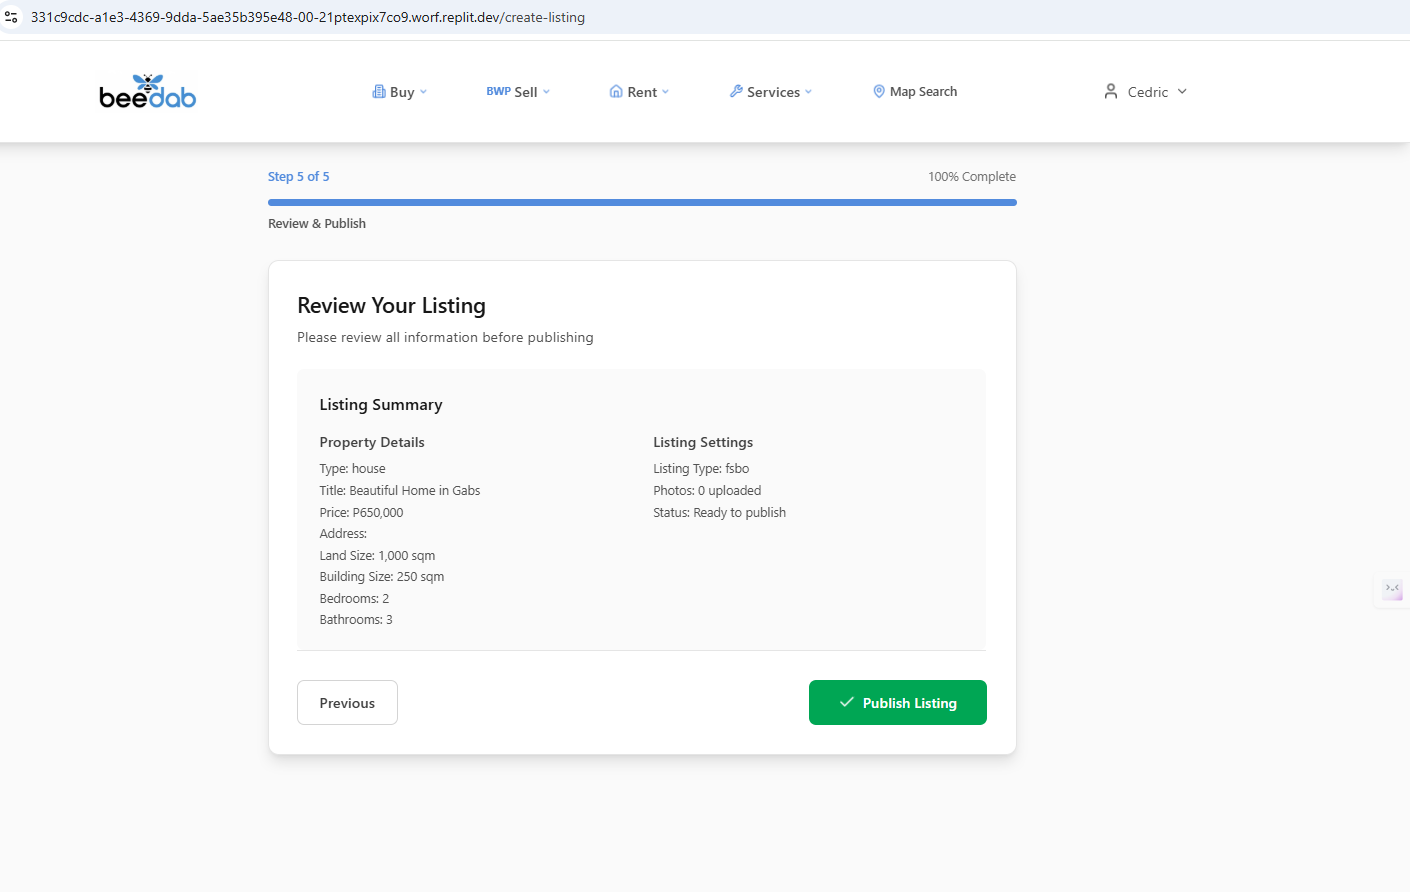 331c9cdc-a1e3-4369-9dda-5ae35b395e48-00-21ptexpix7co9.worf.replit.dev/create-listing
beedab
Buy
BWP Sell
Rent
Services
Map Search
Cedric
Step 5 of 5
100% Complete
Review & Publish
Review Your Listing
Please review all information before publishing
Listing Summary
Property Details
Type: house
Title: Beautiful Home in Gabs
Price: P650,000
Address:
Land Size: 1,000 sqm
Building Size: 250 sqm
Bedrooms: 2
Bathrooms: 3
Listing Settings
Listing Type: fsbo
Photos: 0 uploaded
Status: Ready to publish
Previous
Publish Listing